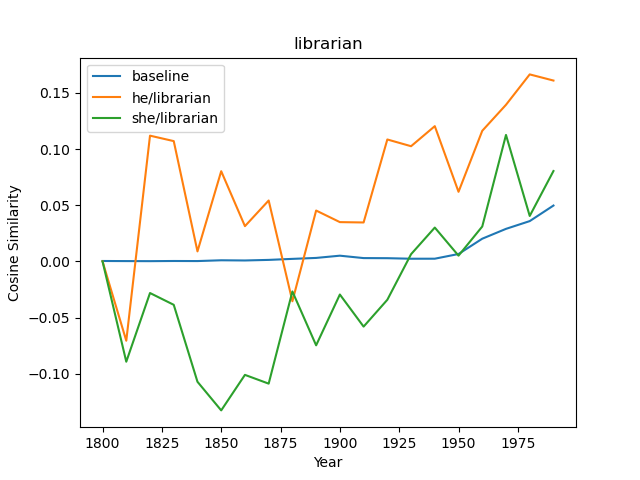 librarian
baseline
he/librarian
she/librarian
Cosine Similarity
0.15
0.10
0.05
0.00
−0.05
−0.10
1800 1825 1850 1875 1900 1925 1950 1975
Year